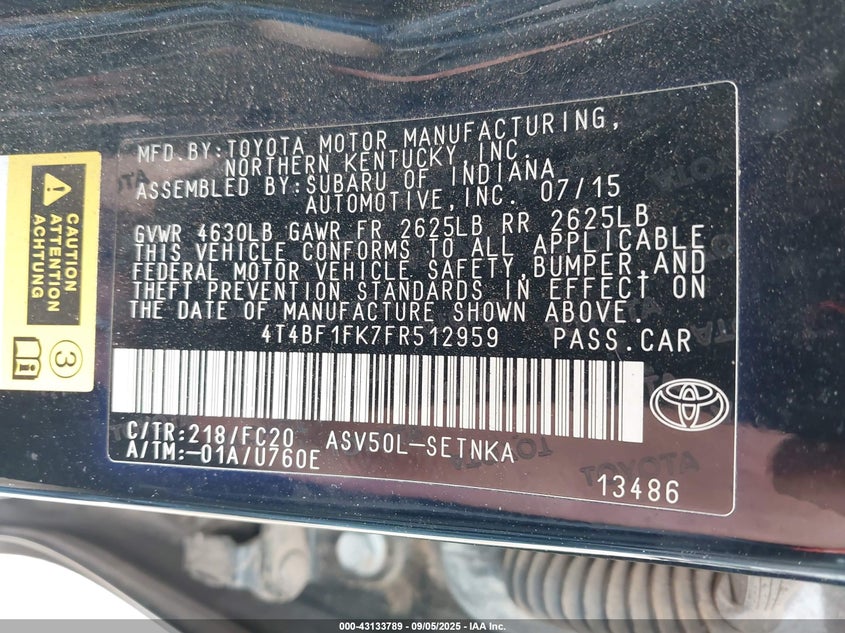 MFD.BY:TOYOTA MOTOR MANUFACTURING,
NORTHERN KENTUCKY,INC.
ASSEMBLED BY:SUBARU OF INDIANA
AUTOMOTIVE,INC. 07/15
GVWR 4630LB GAWR FR 2625LB RR 2625LB
THIS VEHICLE CONFORMS TO ALL APPLICABLE
FEDERAL MOTOR VEHICLE SAFETY,BUMPER,AND
THEFT PREVENTION STANDARDS IN EFFECT ON
THE DATE OF MANUFACTURE SHOWN ABOVE.
4T4BF1FK7FR512959 PASS.CAR
C/TR:218/FC20 ASV50L-SETNKA
A/TM:-01A/U760E
13486
CAUTION
ATTENTION
ACHTUNG
3
TOYOTA
TOYOTA
TOYOTA
000-43133789 - 09/05/2025 - IAA Inc.